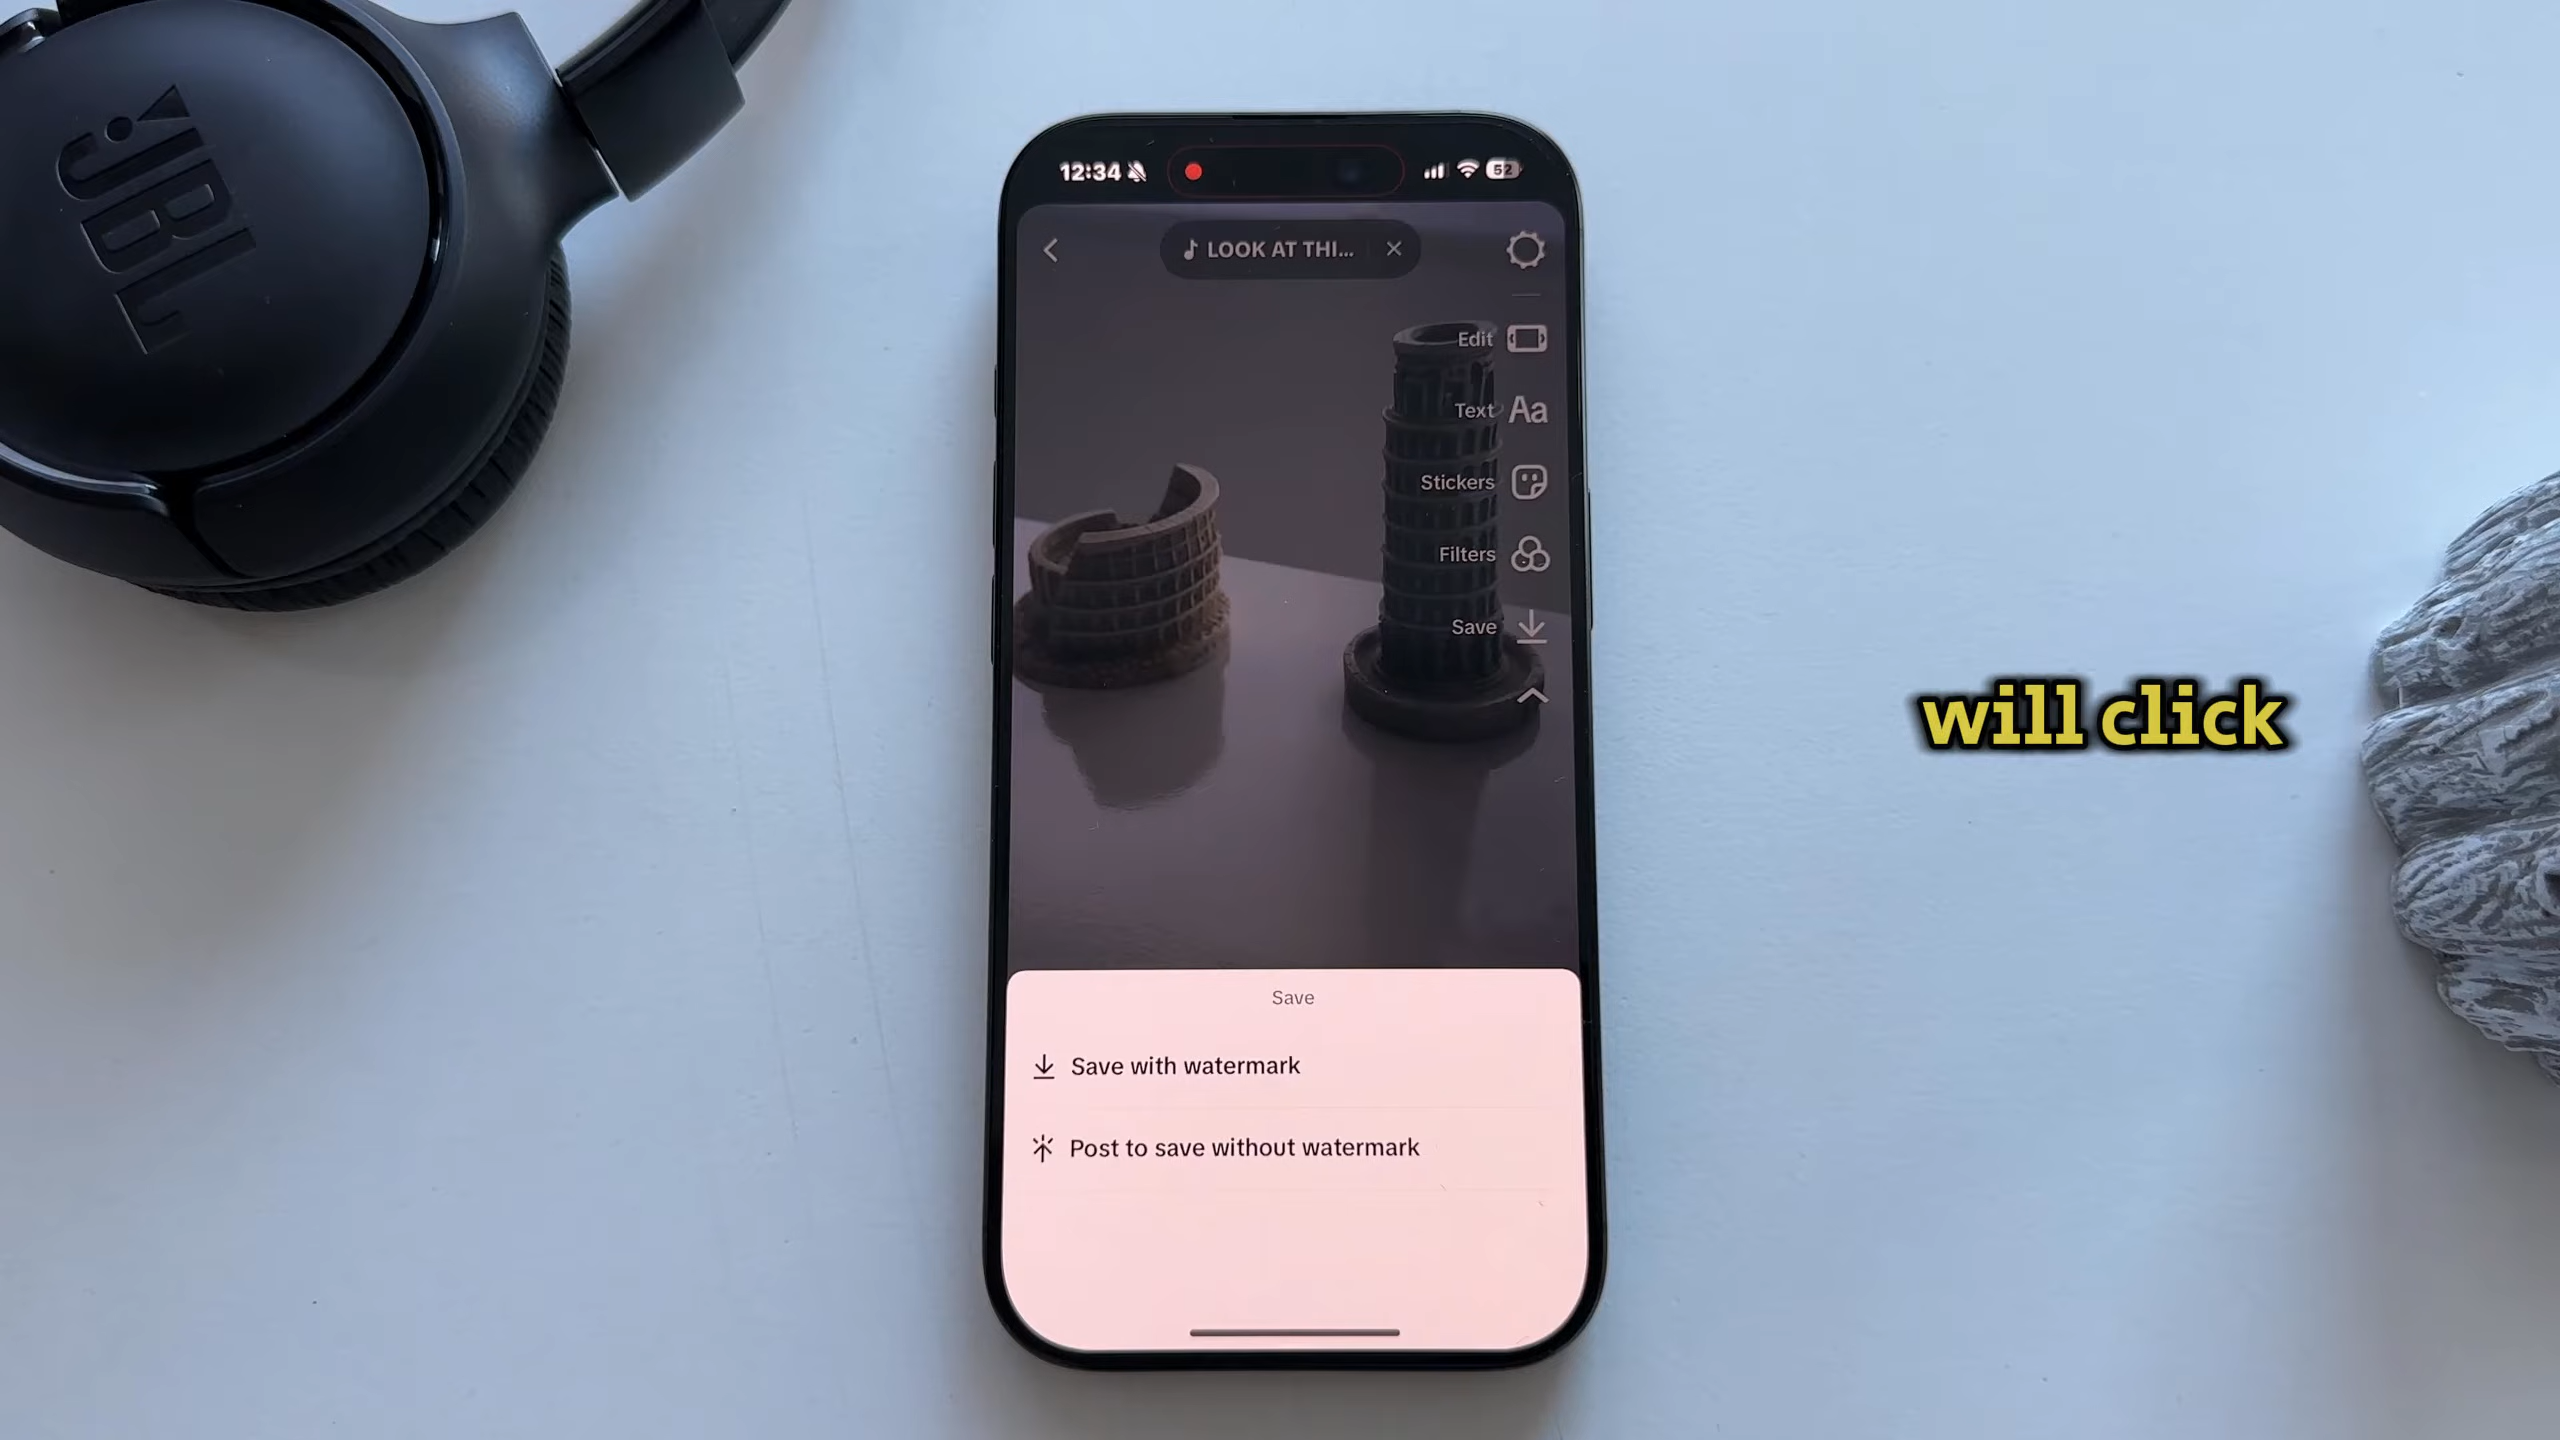 JBL
12:34
52
LOOK AT THI...
Edit
Text Aa
Stickers
Filters
Save
will click
Save
Save with watermark
Post to save without watermark